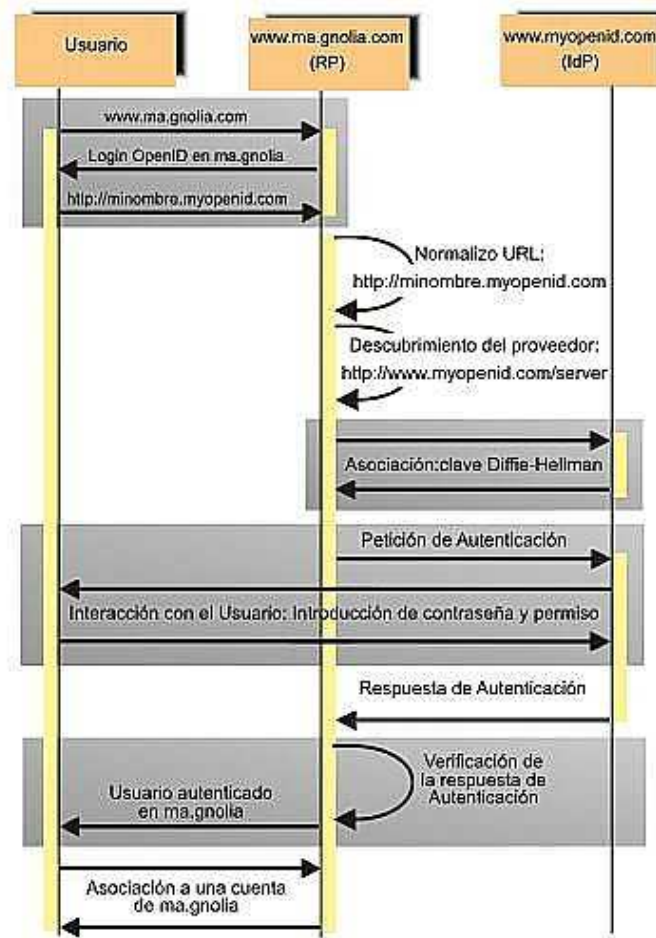 Usuario
www.ma.gnolia.com
(RP)
www.myopenid.com
(IdP)
www.ma.gnolia.com
Login OpenID en ma.gnolia
http://minombre.myopenid.com
Normalizo URL:
http://minombre.myopenid.com
Descubrimiento del proveedor:
http://www.myopenid.com/server
Asociación:clave Diffie-Hellman
Petición de Autenticación
Interacción con el Usuario: Introducción de contraseña y permiso
Respuesta de Autenticación
Verificación de
la respuesta de
Autenticación
Usuario autenticado
en ma.gnolia
Asociación a una cuenta
de ma.gnolia